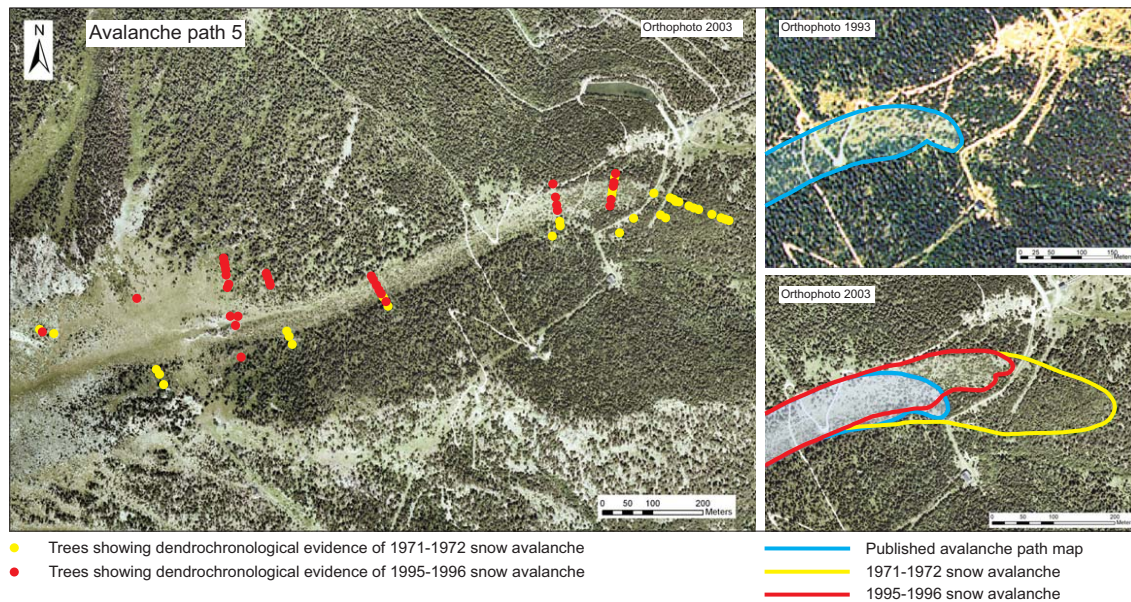 N
Avalanche path 5
Orthophoto 2003
0 50 100 200
Meters
Orthophoto 1993
0 25 50 100 150
Meters
Orthophoto 2003
0 50 100 200
Meters
Trees showing dendrochronological evidence of 1971-1972 snow avalanche
Trees showing dendrochronological evidence of 1995-1996 snow avalanche
Published avalanche path map
1971-1972 snow avalanche
1995-1996 snow avalanche